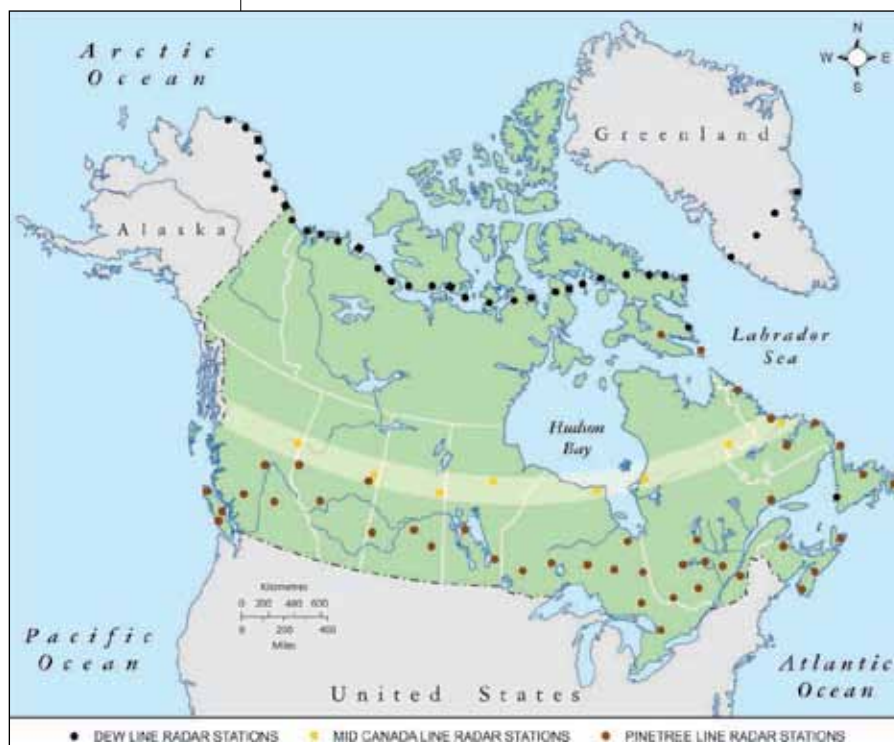 Arctic
Ocean
N
W E
S
Greenland
Alaska
Labrador
Sea
Hudson
Bay
Kilometres
0 200 400 600
0 200 400
Miles
Pacific
Ocean
United States
Atlantic
Ocean
DEW LINE RADAR STATIONS MID CANADA LINE RADAR STATIONS PINETREE LINE RADAR STATIONS